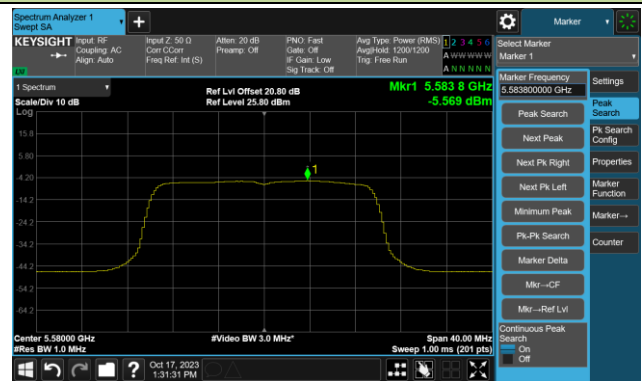 Spectrum Analyzer 1
Swept SA
+
Marker
KEYSIGHT
Input: RF
Coupling: AC
Align: Auto
Input Z: 50 Ω
Corr CCorr
Freq Ref: Int (S)
Atten: 20 dB
Preamp: Off
PNO: Fast
Gate: Off
IF Gain: Low
Sig Track: Off
Avg Type: Power (RMS)
Avg|Hold: 1200/1200
Trig: Free Run
1 2 3 4 5 6
A W W W W W
A N N N N N
LV
Select Marker
Marker 1
1 Spectrum
Scale/Div 10 dB
Log
Ref Lvl Offset 20.80 dB
Ref Level 25.80 dBm
Mkr1 5.583 8 GHz
-5.569 dBm
15.8
5.80
-4.20
-14.2
-24.2
-34.2
-44.2
-54.2
-64.2
1
Center 5.58000 GHz
#Res BW 1.0 MHz
#Video BW 3.0 MHz*
Span 40.00 MHz
Sweep 1.00 ms (201 pts)
Marker Frequency
5.583800000 GHz
Peak Search
Next Peak
Next Pk Right
Next Pk Left
Minimum Peak
Pk-Pk Search
Marker Delta
Mkr→CF
Mkr→Ref Lvl
Continuous Peak
Search
On
Off
Settings
Peak
Search
Pk Search
Config
Properties
Marker
Function
Marker→
Counter
?
Oct 17, 2023
1:31:31 PM